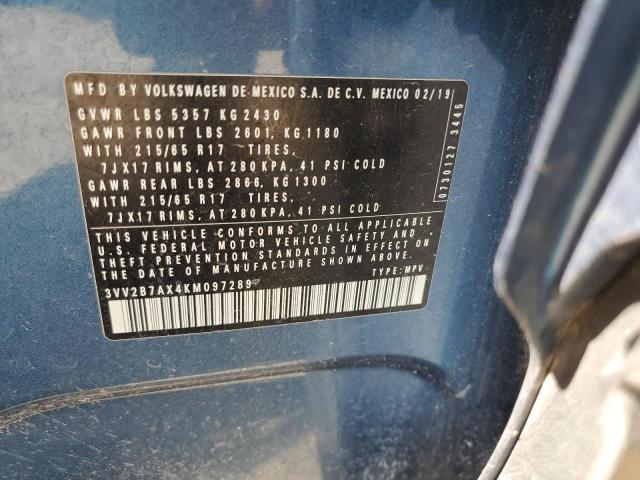 MFD BY VOLKSWAGEN DE MEXICO S.A. DE C.V. MEXICO 02/19
GVWR LBS 5357 KG 2430
GAWR FRONT LBS 2601, KG 1180
WITH 215/65 R17 TIRES,
7JX17 RIMS, AT 280 KPA, 41 PSI COLD
GAWR REAR LBS 2866, KG 1300
WITH 215/65 R17 TIRES,
7JX17 RIMS, AT 280 KPA, 41 PSI COLD
THIS VEHICLE CONFORMS TO ALL APPLICABLE
U.S. FEDERAL MOTOR VEHICLE SAFETY AND
THEFT PREVENTION STANDARDS IN EFFECT ON
DATE OF MANUFACTURE SHOWN ABOVE.
3VV2B7AX4KM097289
TYPE: MPV
0730127 3445